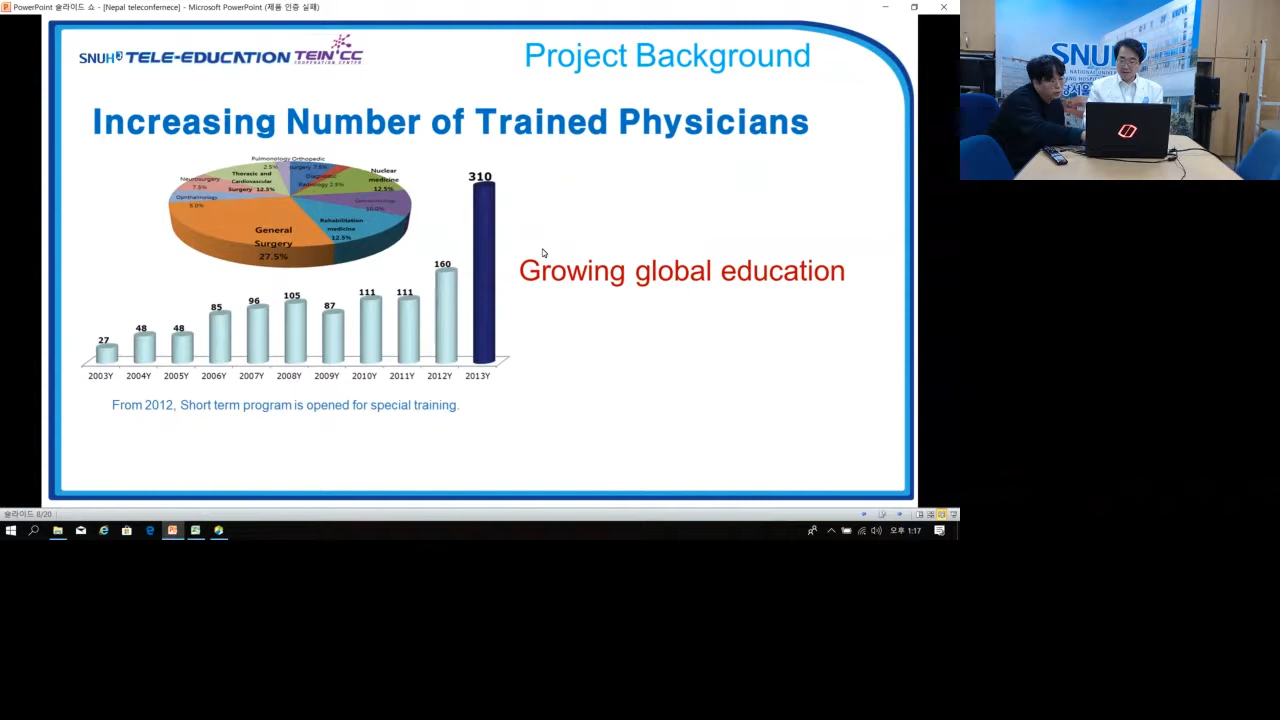 PowerPoint 슬라이드 쇼 - [Nepal teleconfernece] - Microsoft PowerPoint (제품 인증 실패)
SNUH TELE-EDUCATION TEIN*CC
COOPERATION CENTER
Project Background
Increasing Number of Trained Physicians
Pulmonology
2.5%
Orthopedic
surgery 7.5%
Diagnostic
Radiology 2.5%
Nuclear
medicine
12.5%
10.0%
Rehabilitation
medicine
12.5%
General
Surgery
27.5%
Ophthalmology
5.0%
Neurosurgery
7.5%
Thoracic and
Cardiovascular
Surgery 12.5%
27
48
48
85
96
105
87
111
111
160
310
2003Y 2004Y 2005Y 2006Y 2007Y 2008Y 2009Y 2010Y 2011Y 2012Y 2013Y
Growing global education
From 2012, Short term program is opened for special training.
슬라이드 8/20
오후 1:17
SNUH
NATIONAL